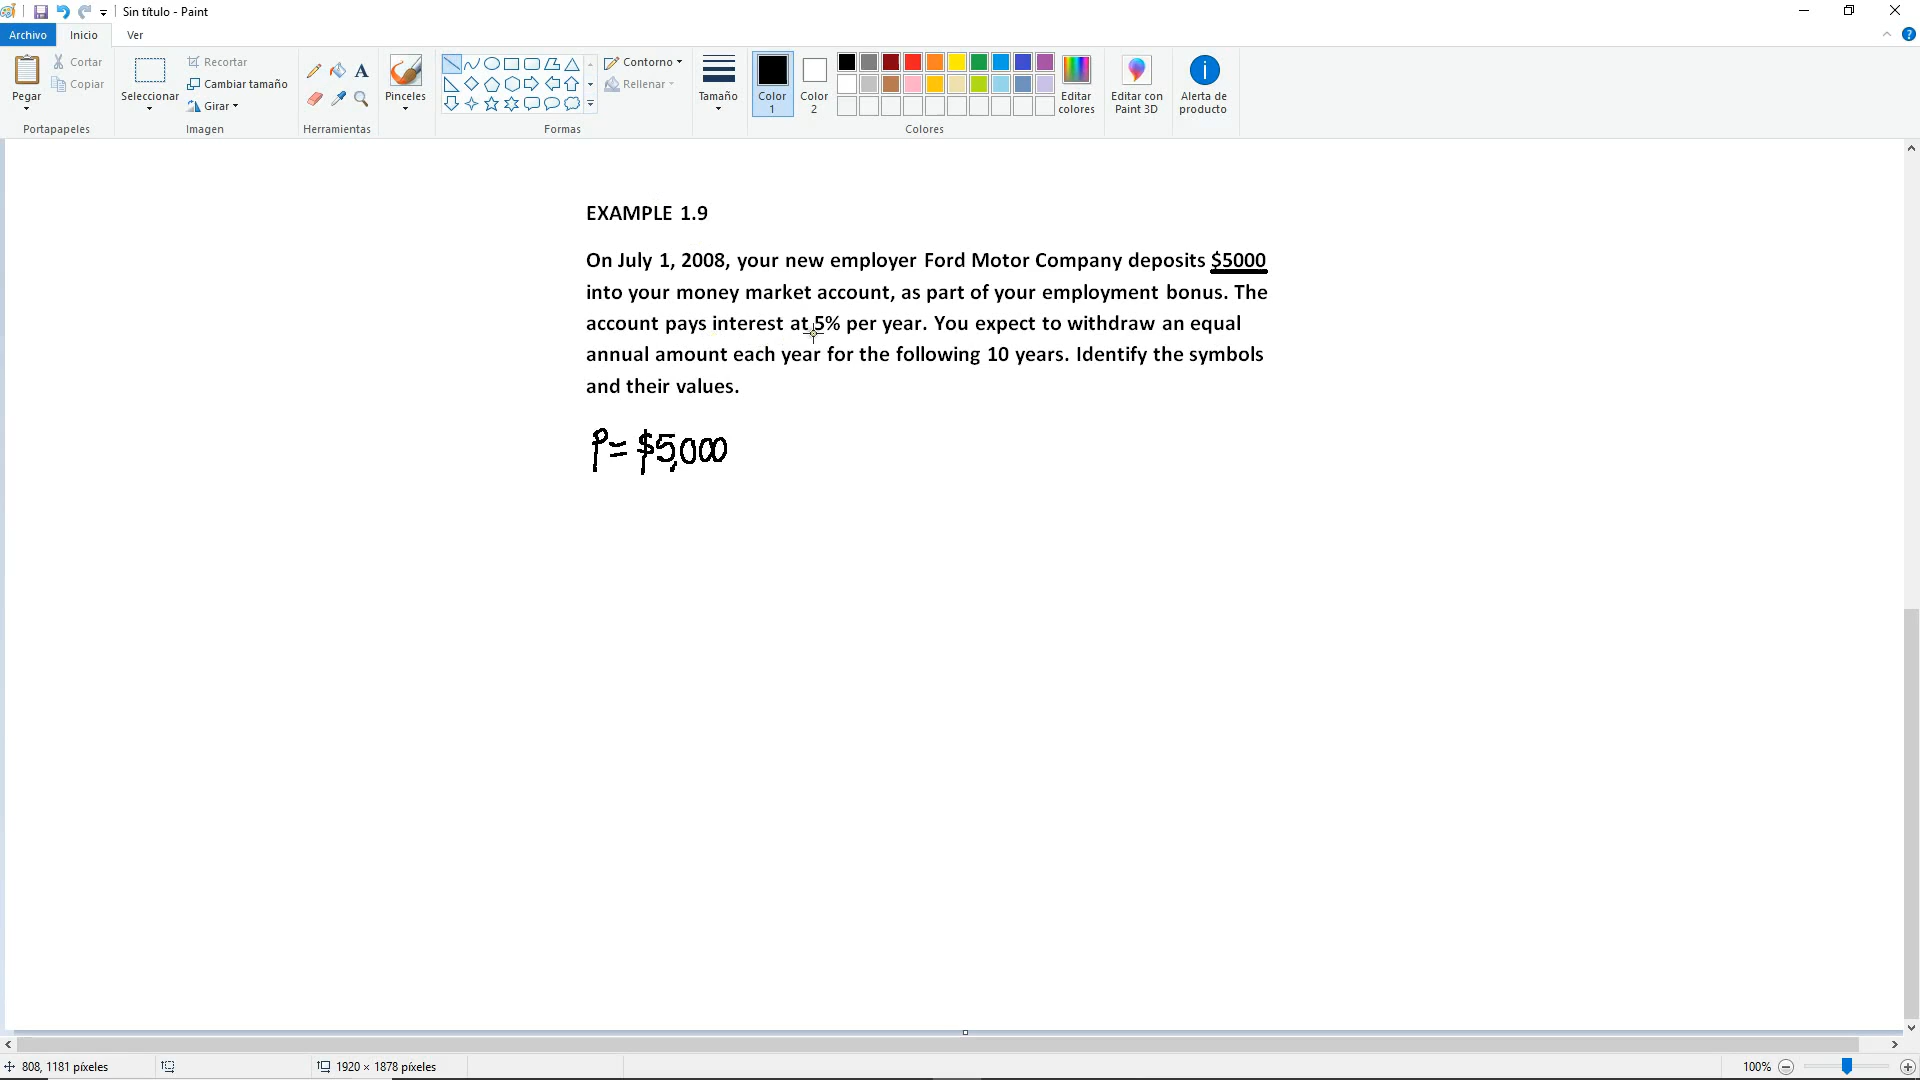 Sin título - Paint
Archivo Inicio Ver
Pegar
Cortar
Copiar
Portapapeles
Seleccionar
Recortar
Cambiar tamaño
Girar
Imagen
A
Herramientas
Pinceles
Contorno
Rellenar
Formas
Tamaño
Color 1
Color 2
Editar colores
Colores
Editar con Paint 3D
Alerta de producto
EXAMPLE 1.9
On July 1, 2008, your new employer Ford Motor Company deposits $5000
into your money market account, as part of your employment bonus. The
account pays interest at 5% per year. You expect to withdraw an equal
annual amount each year for the following 10 years. Identify the symbols
and their values.
P = $5,000
808, 1181 píxeles 1920 × 1878 píxeles 100%